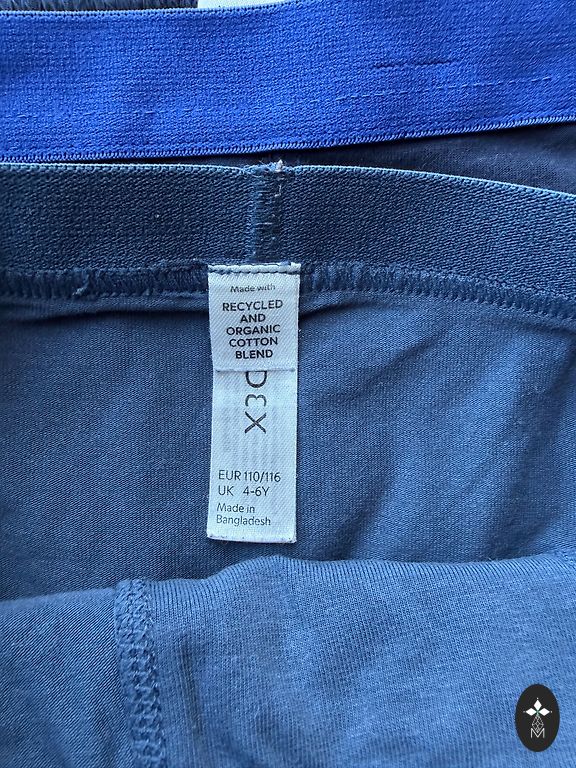 Made with
RECYCLED
AND
ORGANIC
COTTON
BLEND
EUR 110/116
UK 4-6Y
Made in
Bangladesh